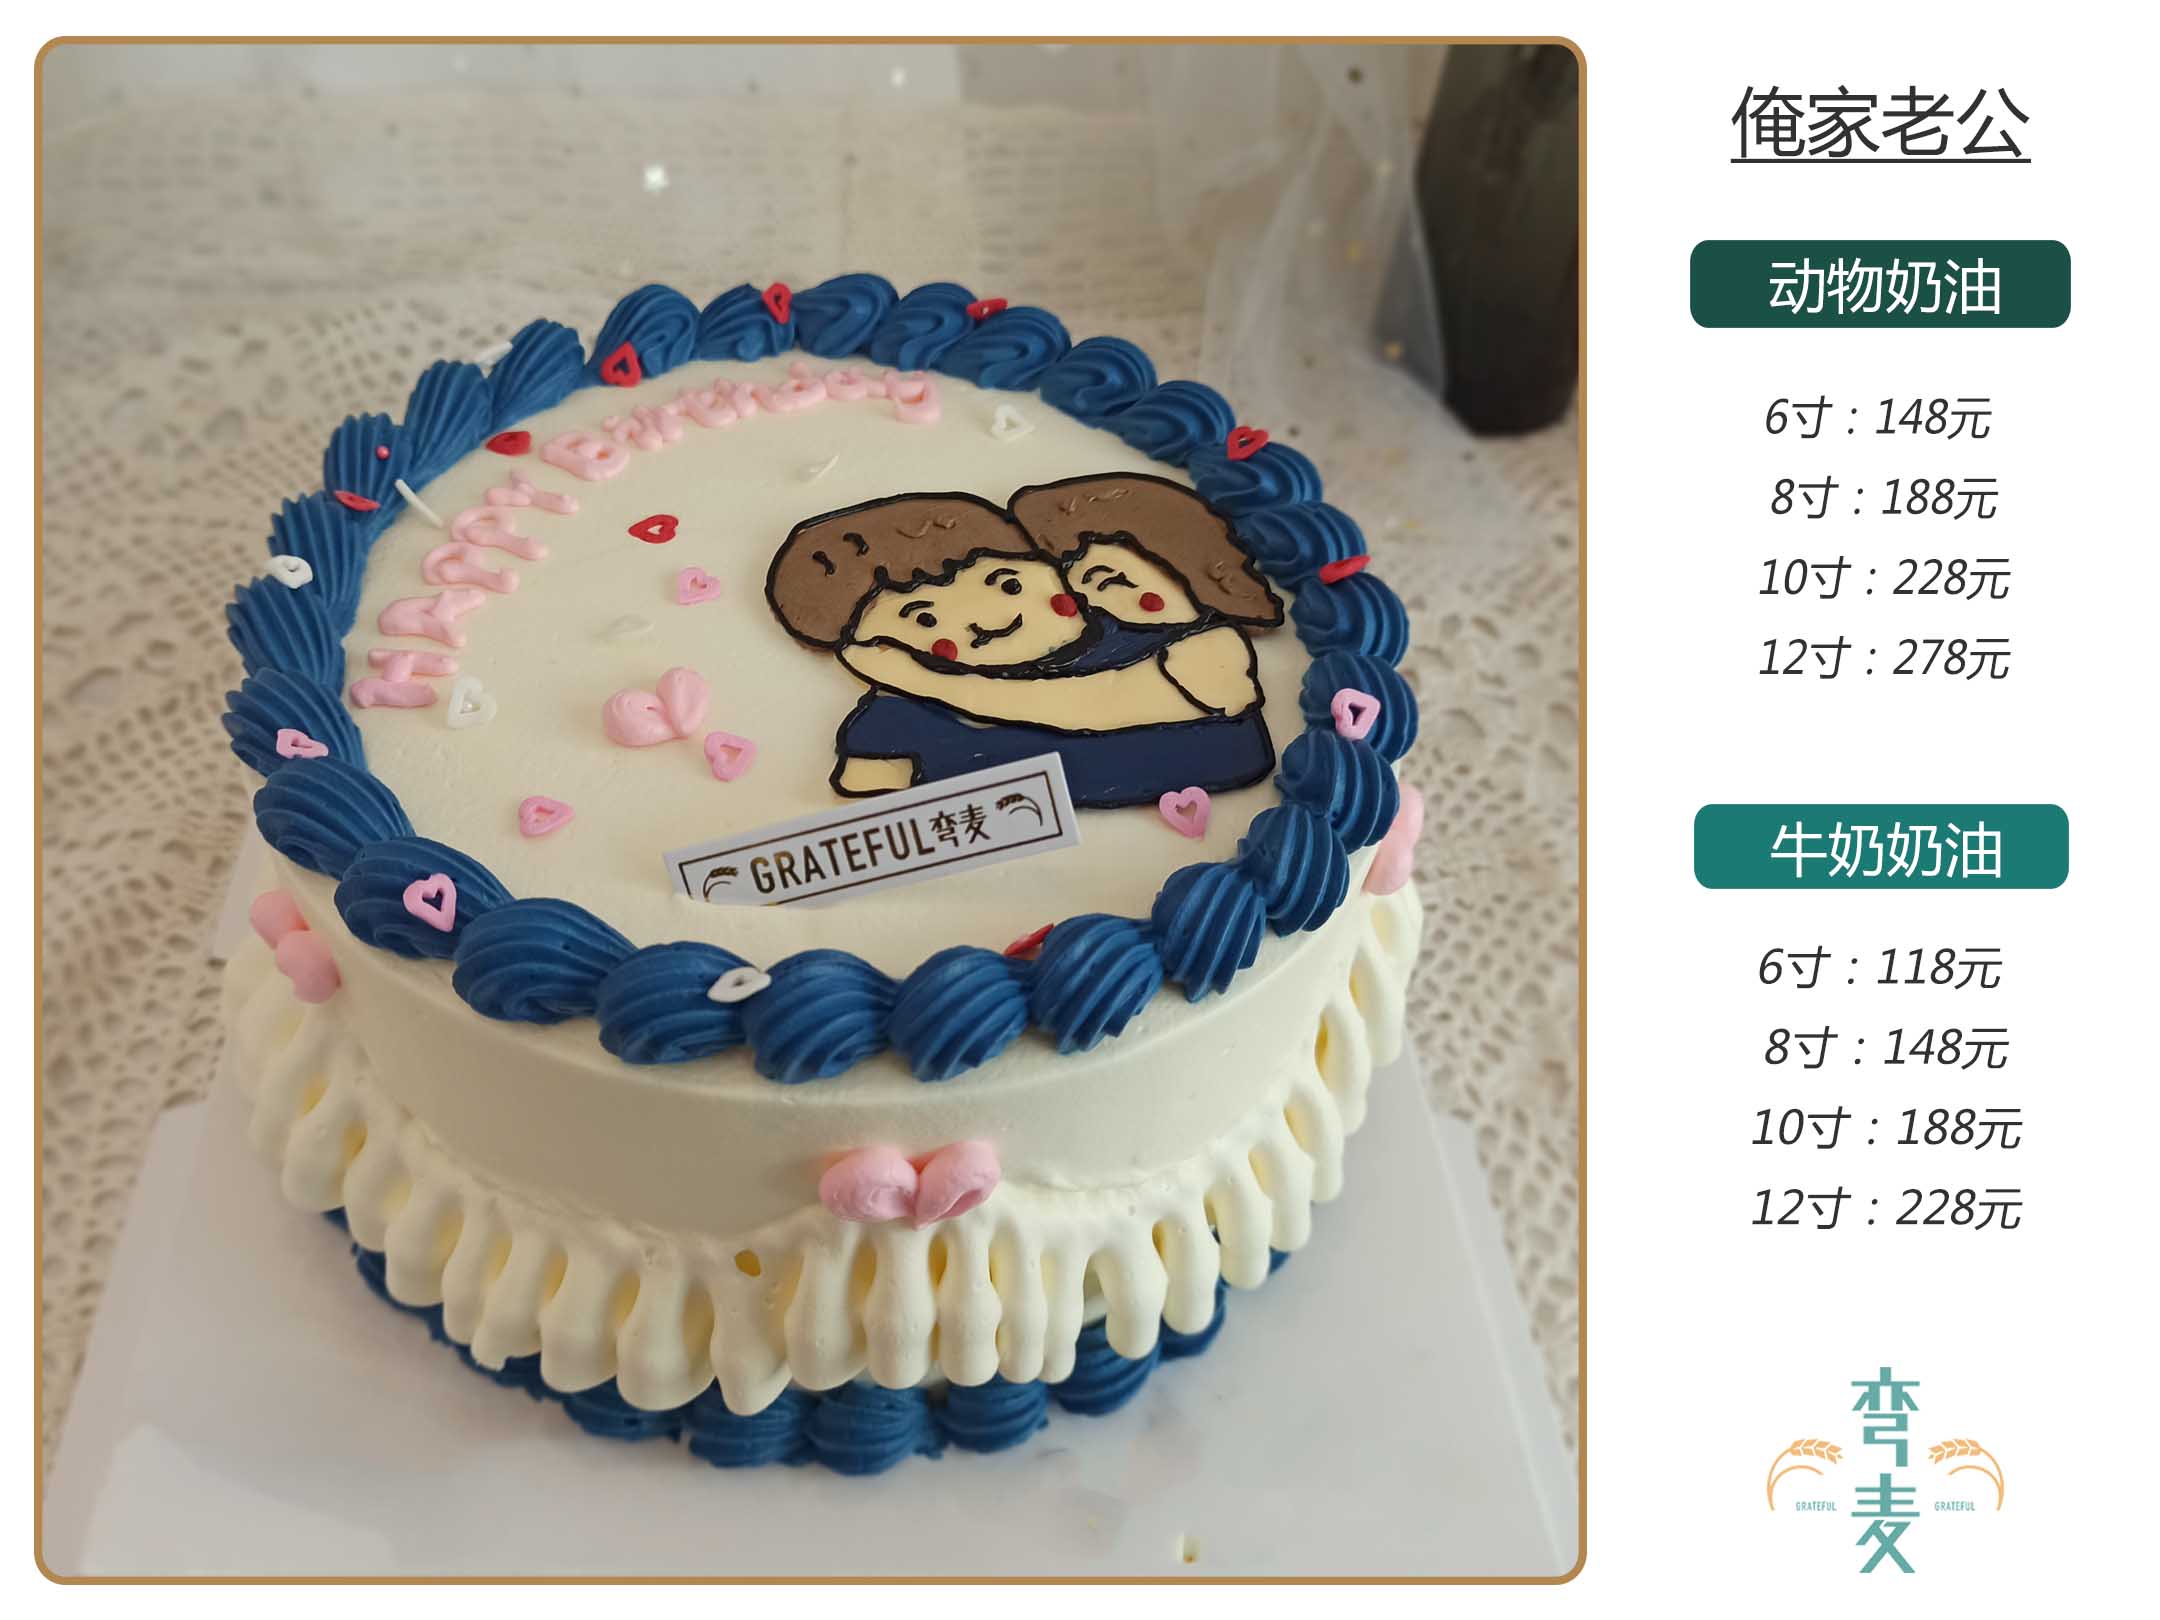 HAPPY Birthday
GRATEFUL弯麦
俺家老公
动物奶油
6寸：148元
8寸：188元
10寸：228元
12寸：278元
牛奶奶油
6寸：118元
8寸：148元
10寸：188元
12寸：228元
弯麦
GRATEFUL GRATEFUL